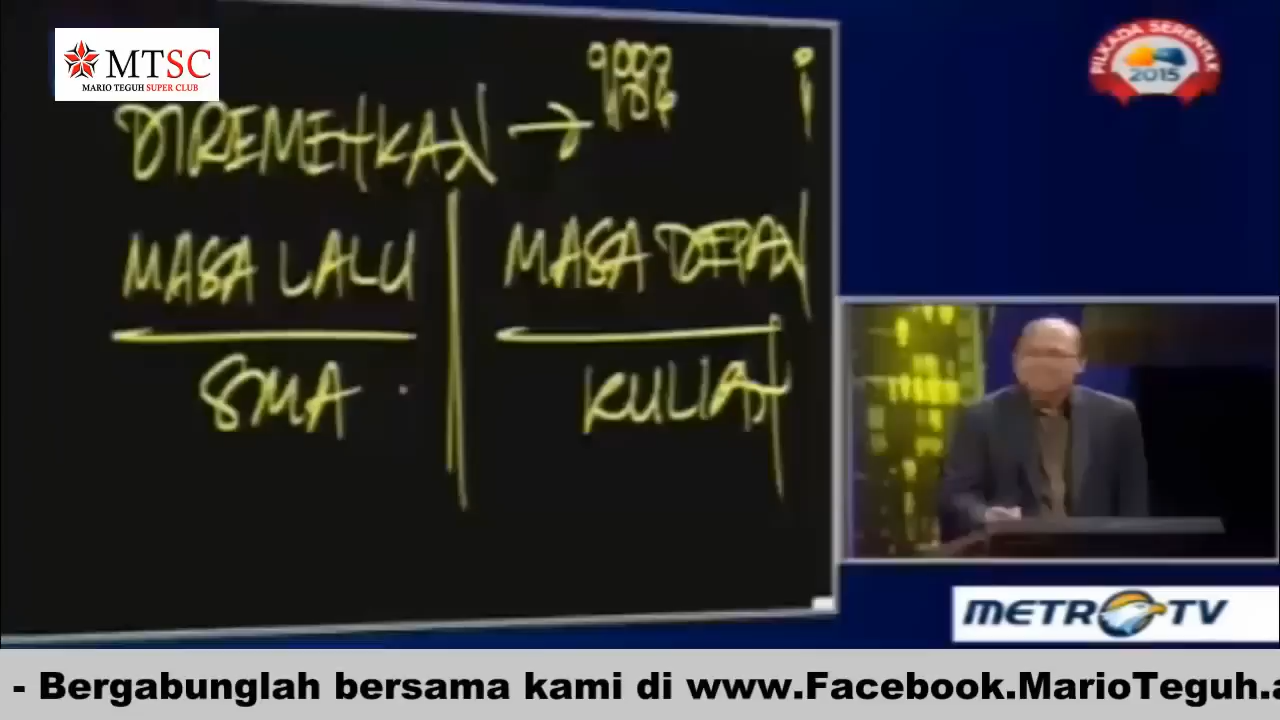 MTSC
MARIO TEGUH SUPER CLUB
PILKADA SERENTAK
2015
DIREMEHKAN →
MASA LALU
MASA DEPAN
SMA
KULIAH
METRO TV
- Bergabunglah bersama kami di www.Facebook.MarioTeguh.a